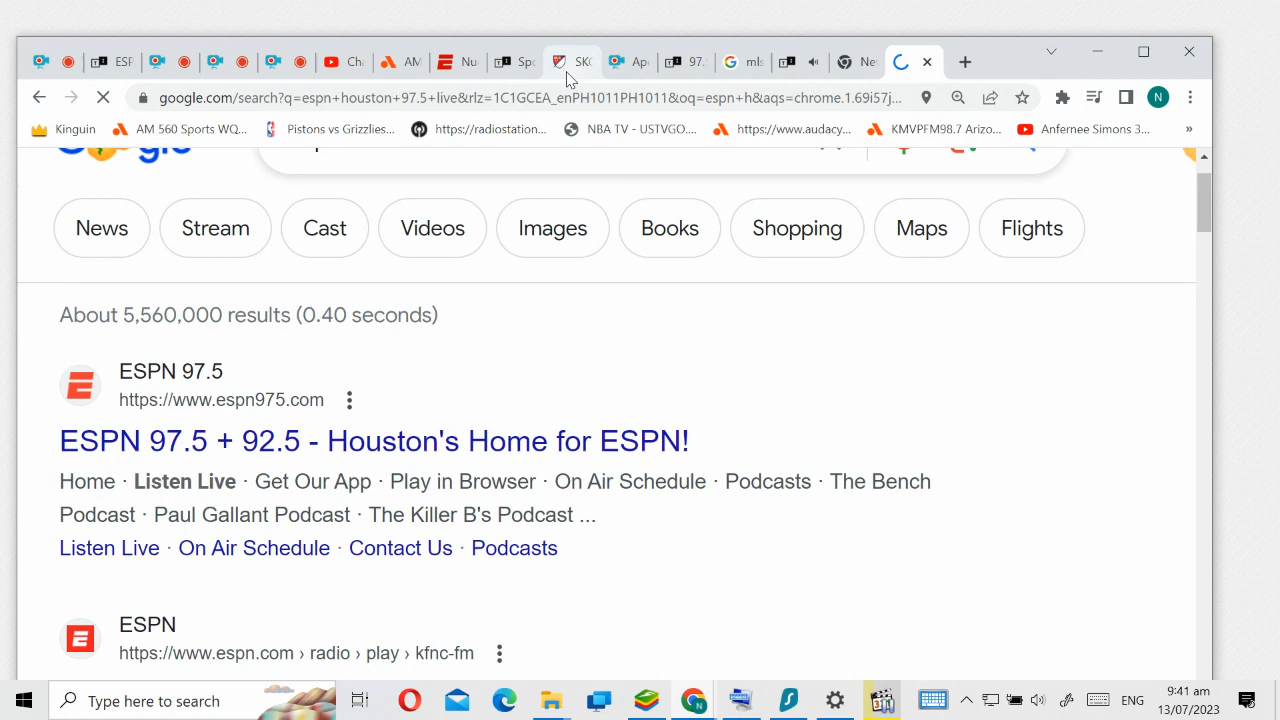 ESF
Cha
AM
Nu
Spo
SKO
Ap
97.
mls
Ne
google.com/search?q=espn+houston+97.5+live&rlz=1C1GCEA_enPH1011PH1011&oq=espn+h&aqs=chrome.1.69i57j...
N
Kinguin
AM 560 Sports WQ...
Pistons vs Grizzlies...
https://radiostation...
NBA TV - USTVGO....
https://www.audacy...
KMVPFM98.7 Arizo...
Anfernee Simons 3...
»
News
Stream
Cast
Videos
Images
Books
Shopping
Maps
Flights
About 5,560,000 results (0.40 seconds)
ESPN 97.5
https://www.espn975.com
ESPN 97.5 + 92.5 - Houston's Home for ESPN!
Home · Listen Live · Get Our App · Play in Browser · On Air Schedule · Podcasts · The Bench
Podcast · Paul Gallant Podcast · The Killer B's Podcast ...
Listen Live · On Air Schedule · Contact Us · Podcasts
ESPN
https://www.espn.com › radio › play › kfnc-fm
Type here to search
ENG
9:41 am
13/07/2023